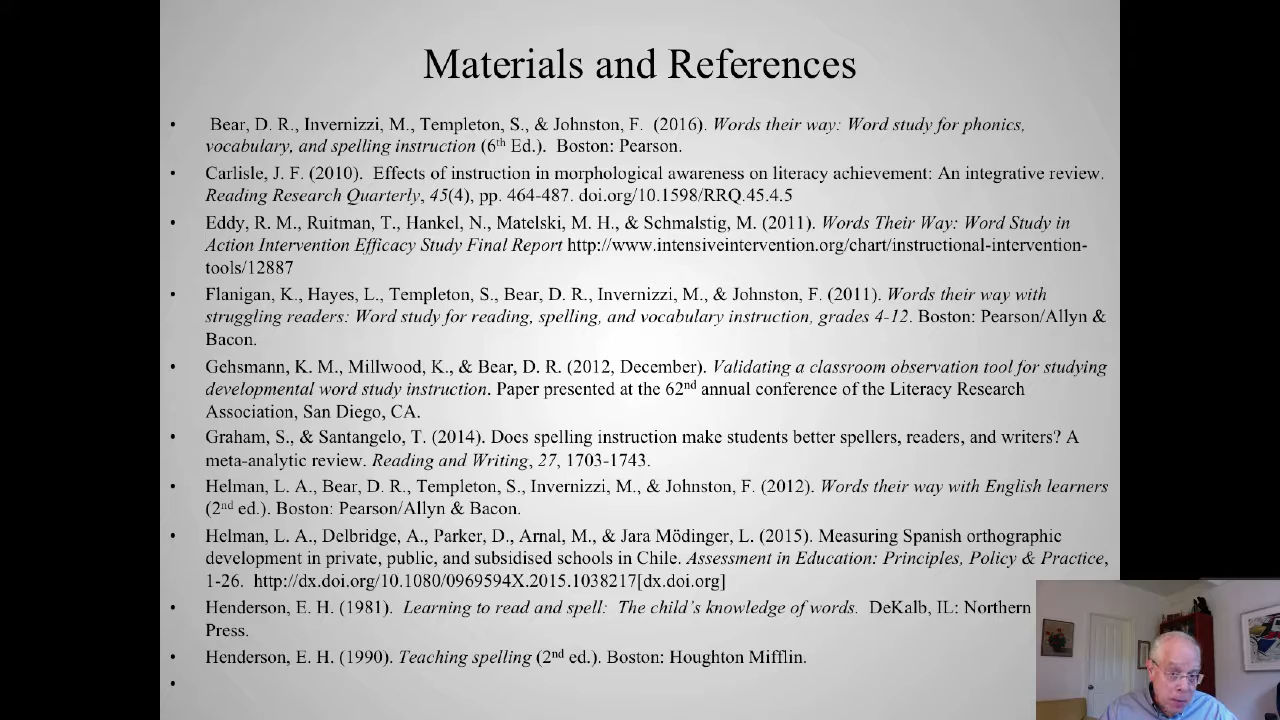 Materials and References
• Bear, D. R., Invernizzi, M., Templeton, S., & Johnston, F. (2016). Words their way: Word study for phonics,
vocabulary, and spelling instruction (6th Ed.). Boston: Pearson.
• Carlisle, J. F. (2010). Effects of instruction in morphological awareness on literacy achievement: An integrative review.
Reading Research Quarterly, 45(4), pp. 464-487. doi.org/10.1598/RRQ.45.4.5
• Eddy, R. M., Ruitman, T., Hankel, N., Matelski, M. H., & Schmalstig, M. (2011). Words Their Way: Word Study in
Action Intervention Efficacy Study Final Report http://www.intensiveintervention.org/chart/instructional-intervention-
tools/12887
• Flanigan, K., Hayes, L., Templeton, S., Bear, D. R., Invernizzi, M., & Johnston, F. (2011). Words their way with
struggling readers: Word study for reading, spelling, and vocabulary instruction, grades 4-12. Boston: Pearson/Allyn &
Bacon.
• Gehsmann, K. M., Millwood, K., & Bear, D. R. (2012, December). Validating a classroom observation tool for studying
developmental word study instruction. Paper presented at the 62nd annual conference of the Literacy Research
Association, San Diego, CA.
• Graham, S., & Santangelo, T. (2014). Does spelling instruction make students better spellers, readers, and writers? A
meta-analytic review. Reading and Writing, 27, 1703-1743.
• Helman, L. A., Bear, D. R., Templeton, S., Invernizzi, M., & Johnston, F. (2012). Words their way with English learners
(2nd ed.). Boston: Pearson/Allyn & Bacon.
• Helman, L. A., Delbridge, A., Parker, D., Arnal, M., & Jara Mödinger, L. (2015). Measuring Spanish orthographic
development in private, public, and subsidised schools in Chile. Assessment in Education: Principles, Policy & Practice,
1-26. http://dx.doi.org/10.1080/0969594X.2015.1038217[dx.doi.org]
• Henderson, E. H. (1981). Learning to read and spell: The child's knowledge of words. DeKalb, IL: Northern
Press.
• Henderson, E. H. (1990). Teaching spelling (2nd ed.). Boston: Houghton Mifflin.
•